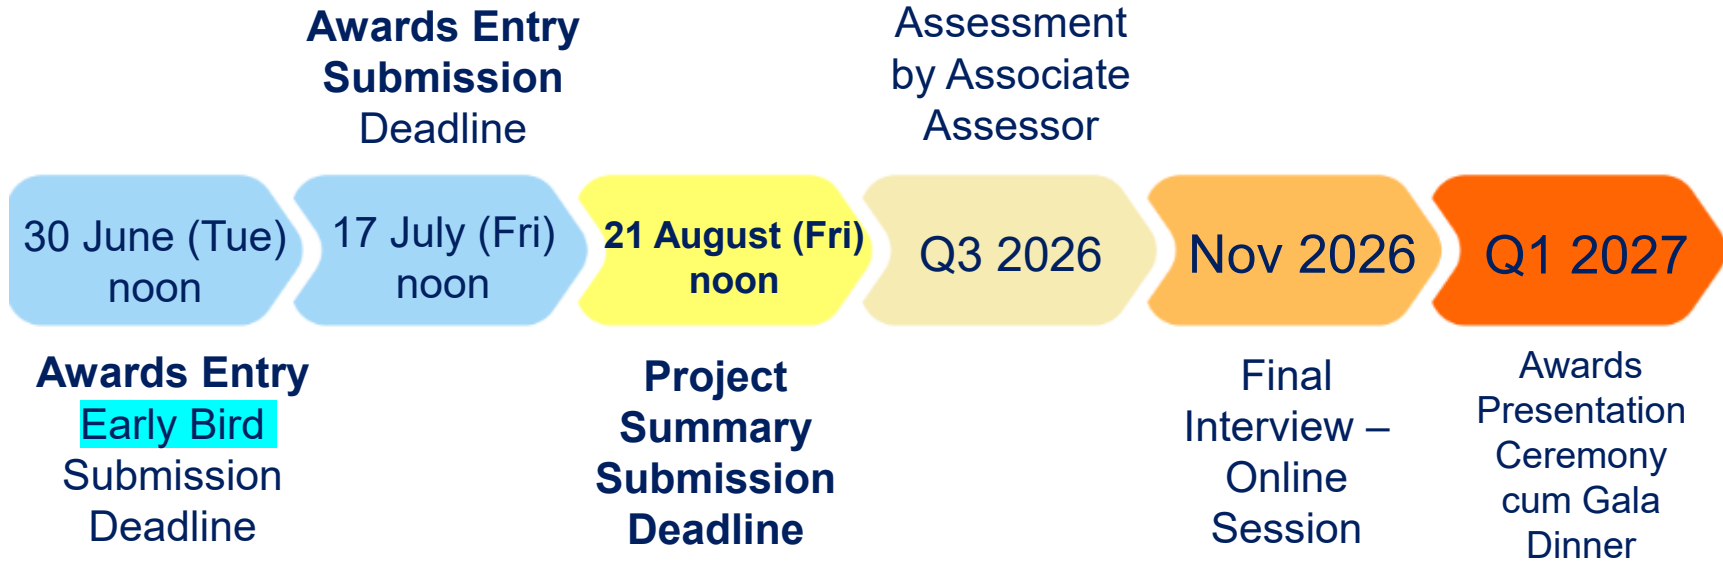 Awards Entry
Submission
Deadline
Assessment
by Associate
Assessor
30 June (Tue)
noon
17 July (Fri)
noon
21 August (Fri)
noon
Q3 2026
Nov 2026
Q1 2027
Awards Entry
Early Bird
Submission
Deadline
Project
Summary
Submission
Deadline
Final
Interview –
Online
Session
Awards
Presentation
Ceremony
cum Gala
Dinner